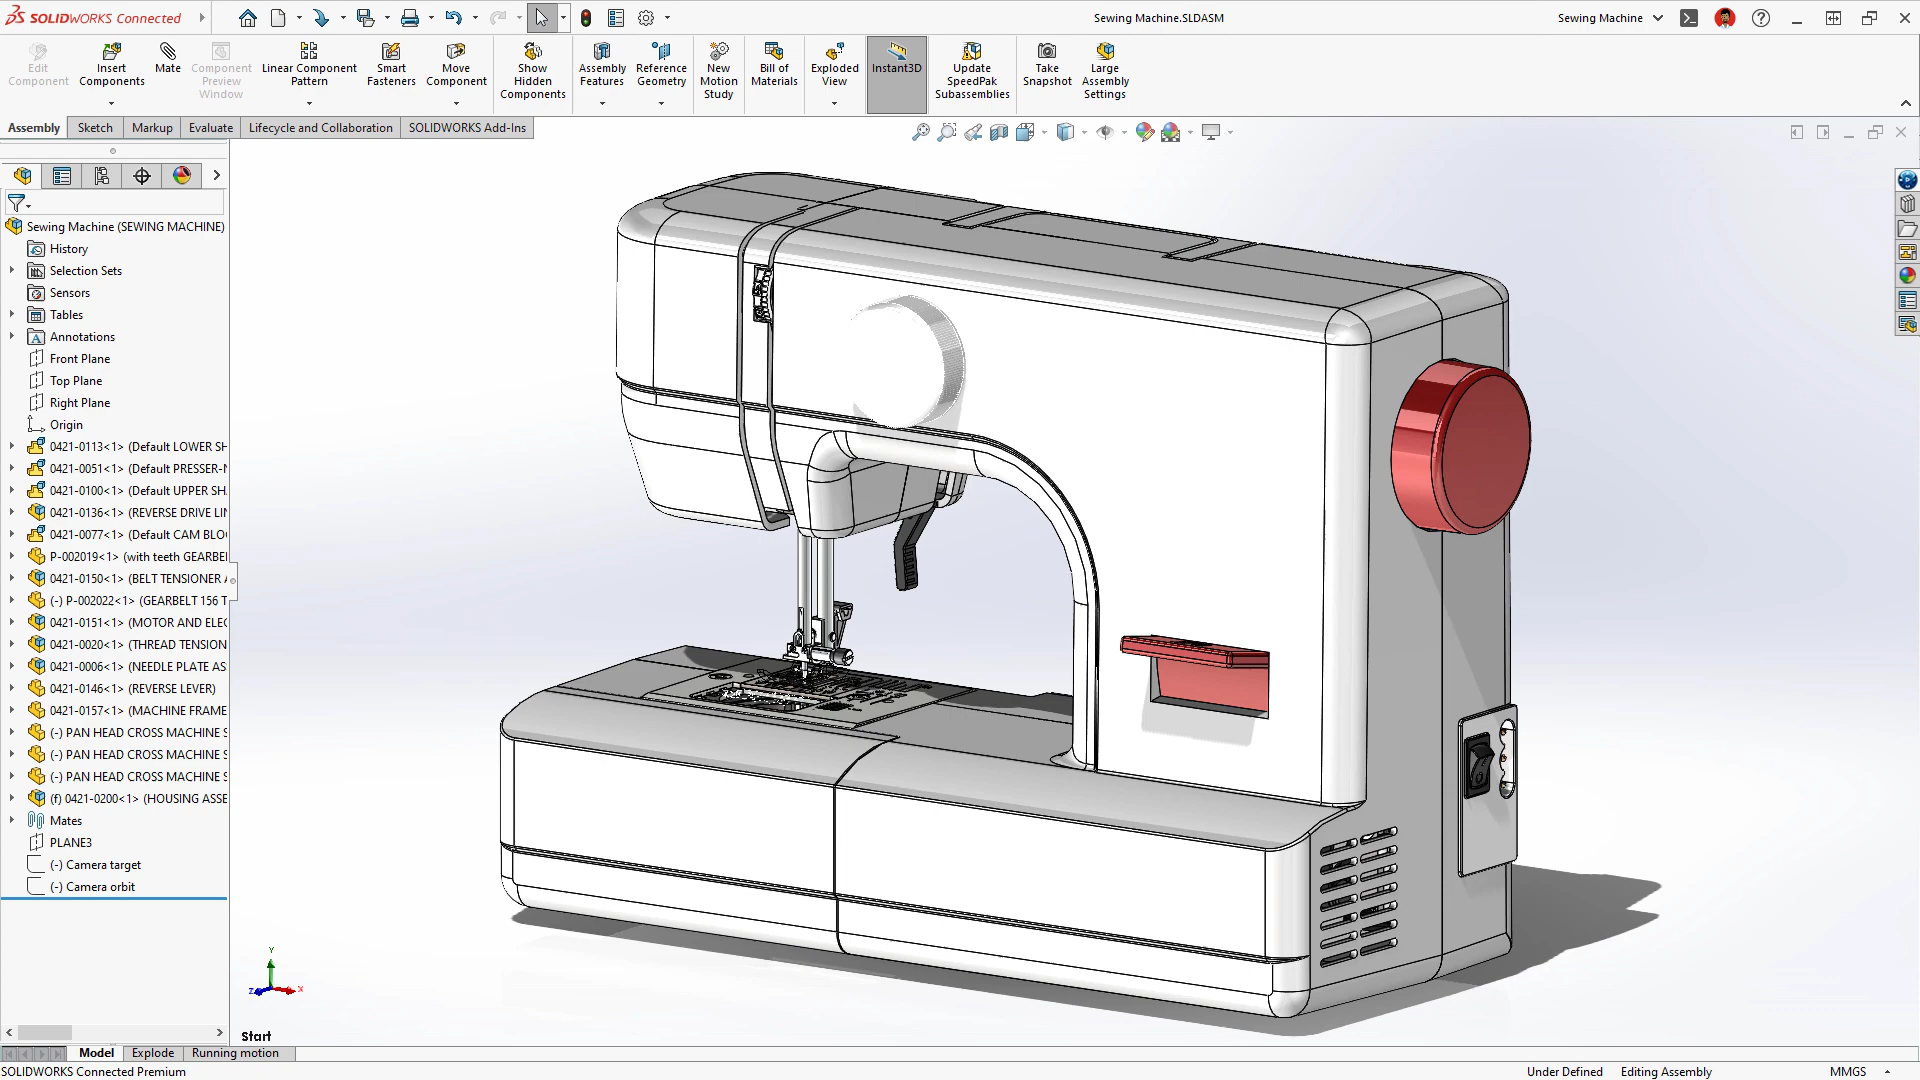 SOLIDWORKS Connected
Sewing Machine.SLDASM
Sewing Machine
Edit Component
Insert Components
Mate
Component Preview Window
Linear Component Pattern
Smart Fasteners
Move Component
Show Hidden Components
Assembly Features
Reference Geometry
New Motion Study
Bill of Materials
Exploded View
Instant3D
Update SpeedPak Subassemblies
Take Snapshot
Large Assembly Settings
Assembly
Sketch
Markup
Evaluate
Lifecycle and Collaboration
SOLIDWORKS Add-Ins
Sewing Machine (SEWING MACHINE)
History
Selection Sets
Sensors
Tables
Annotations
Front Plane
Top Plane
Right Plane
Origin
0421-0113<1> (Default LOWER SH
0421-0051<1> (Default PRESSER-
0421-0100<1> (Default UPPER SH
0421-0136<1> (REVERSE DRIVE LI
0421-0077<1> (Default CAM BLO
P-002019<1> (with teeth GEARBE
0421-0150<1> (BELT TENSIONER
(-) P-002022<1> (GEARBELT 156 T
0421-0151<1> (MOTOR AND ELE
0421-0020<1> (THREAD TENSION
0421-0006<1> (NEEDLE PLATE AS
0421-0146<1> (REVERSE LEVER)
0421-0157<1> (MACHINE FRAME
(-) PAN HEAD CROSS MACHINE S
(-) PAN HEAD CROSS MACHINE S
(-) PAN HEAD CROSS MACHINE S
(f) 0421-0200<1> (HOUSING ASSE
Mates
PLANE3
(-) Camera target
(-) Camera orbit
Y
Z
X
Start
Model
Explode
Running motion
SOLIDWORKS Connected Premium
Under Defined
Editing Assembly
MMGS